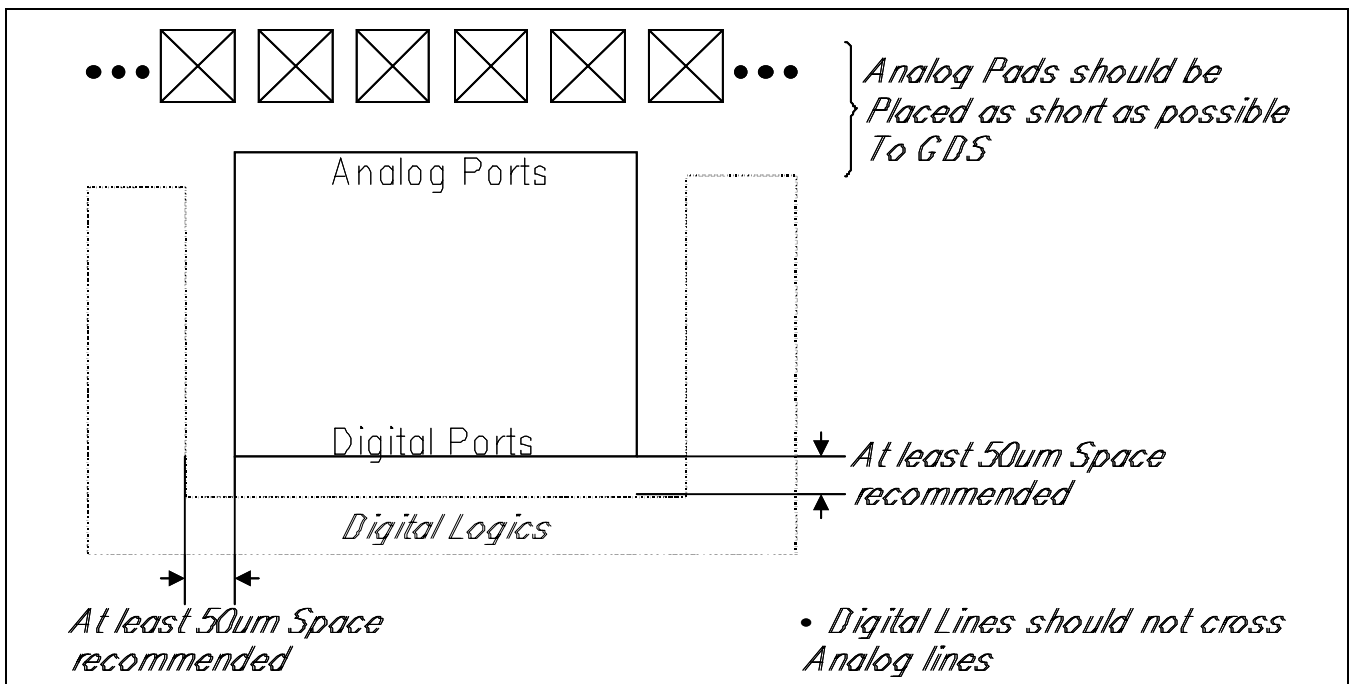 Analog Pads should be
Placed as short as possible
To GDS
Analog Ports
Digital Ports
At least 50um Space
recommended
Digital Logics
At least 50um Space
recommended
• Digital Lines should not cross
Analog lines